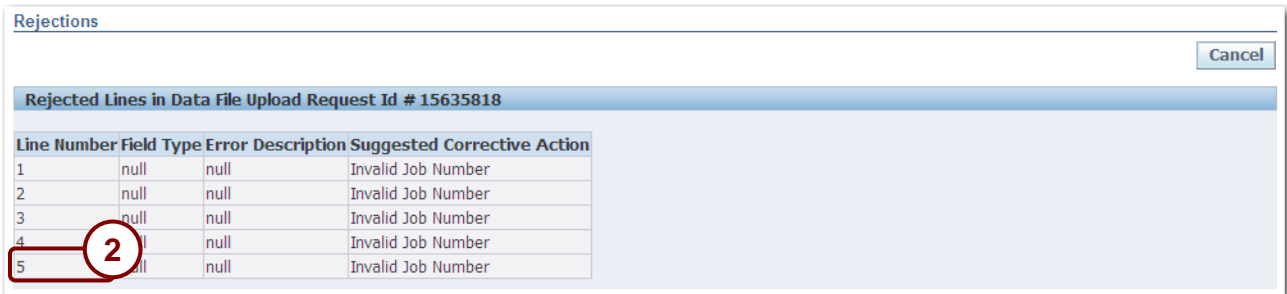 Rejections
Cancel
Rejected Lines in Data File Upload Request Id # 15635818
Line Number Field Type Error Description Suggested Corrective Action
1 null null Invalid Job Number
2 null null Invalid Job Number
3 null null Invalid Job Number
4 null Invalid Job Number
5 null Invalid Job Number
2